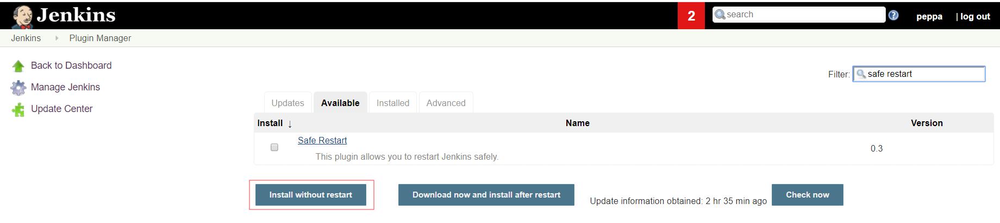 Jenkins
2
search
?
peppa
| log out
Jenkins
Plugin Manager
Back to Dashboard
Manage Jenkins
Update Center
Filter: safe restart
Updates
Available
Installed
Advanced
Install ↓
Name
Version
Safe Restart
This plugin allows you to restart Jenkins safely.
0.3
Install without restart
Download now and install after restart
Update information obtained: 2 hr 35 min ago
Check now